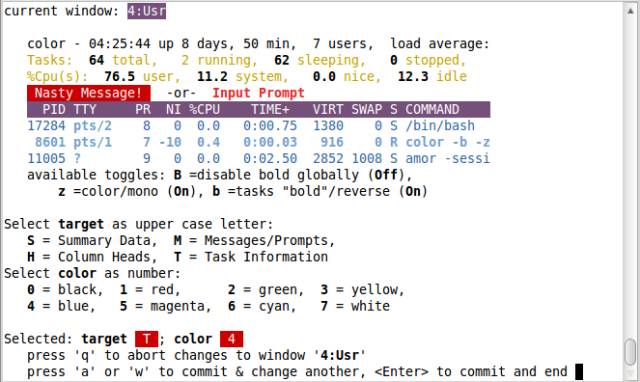 current window: 4:Usr
color - 04:25:44 up 8 days, 50 min,  7 users,  load average:
Tasks:  64 total,   2 running,  62 sleeping,   0 stopped,
%Cpu(s):  76.5 user,  11.2 system,   0.0 nice,  12.3 idle
Nasty Message!   -or-  Input Prompt
PID TTY      PR  NI %CPU    TIME+   VIRT SWAP S COMMAND
17284 pts/2    8   0  0.0   0:00.75  1380    0 S /bin/bash
8601 pts/1    7 -10  0.4   0:00.03   916    0 R color -b -z
11005 ?        9   0  0.0   0:02.50  2852 1008 S amor -sessi
available toggles: B =disable bold globally (Off),
z =color/mono (On), b =tasks "bold"/reverse (On)
Select target as upper case letter:
S = Summary Data,  M = Messages/Prompts,
H = Column Heads,  T = Task Information
Select color as number:
0 = black,  1 = red,      2 = green,  3 = yellow,
4 = blue,   5 = magenta,  6 = cyan,   7 = white
Selected: target  T ; color  4
press 'q' to abort changes to window '4:Usr'
press 'a' or 'w' to commit & change another, <Enter> to commit and end